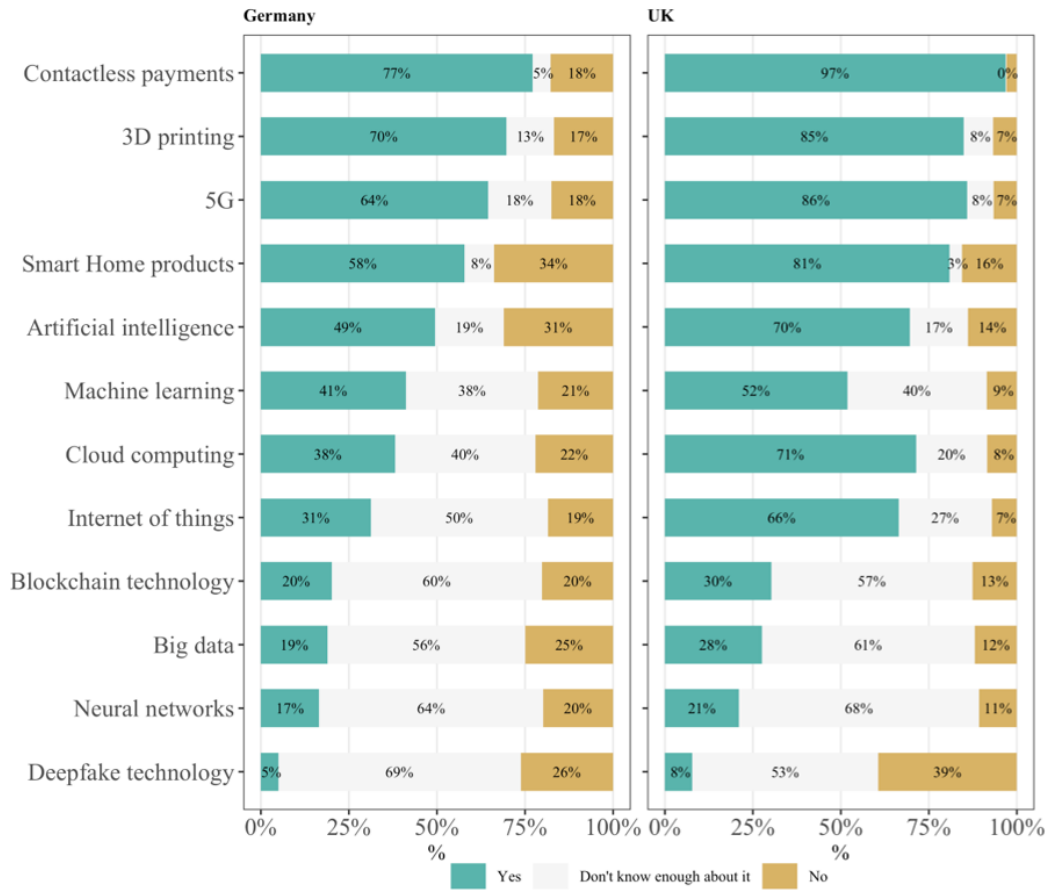 Germany UK
Contactless payments 77% 5% 18% 97% 0%
3D printing 70% 13% 17% 85% 8% 7%
5G 64% 18% 18% 86% 8% 7%
Smart Home products 58% 8% 34% 81% 3% 16%
Artificial intelligence 49% 19% 31% 70% 17% 14%
Machine learning 41% 38% 21% 52% 40% 9%
Cloud computing 38% 40% 22% 71% 20% 8%
Internet of things 31% 50% 19% 66% 27% 7%
Blockchain technology 20% 60% 20% 30% 57% 13%
Big data 19% 56% 25% 28% 61% 12%
Neural networks 17% 64% 20% 21% 68% 11%
Deepfake technology 5% 69% 26% 8% 53% 39%
0% 25% 50% 75% 100% 0% 25% 50% 75% 100%
% %
Yes Don't know enough about it No